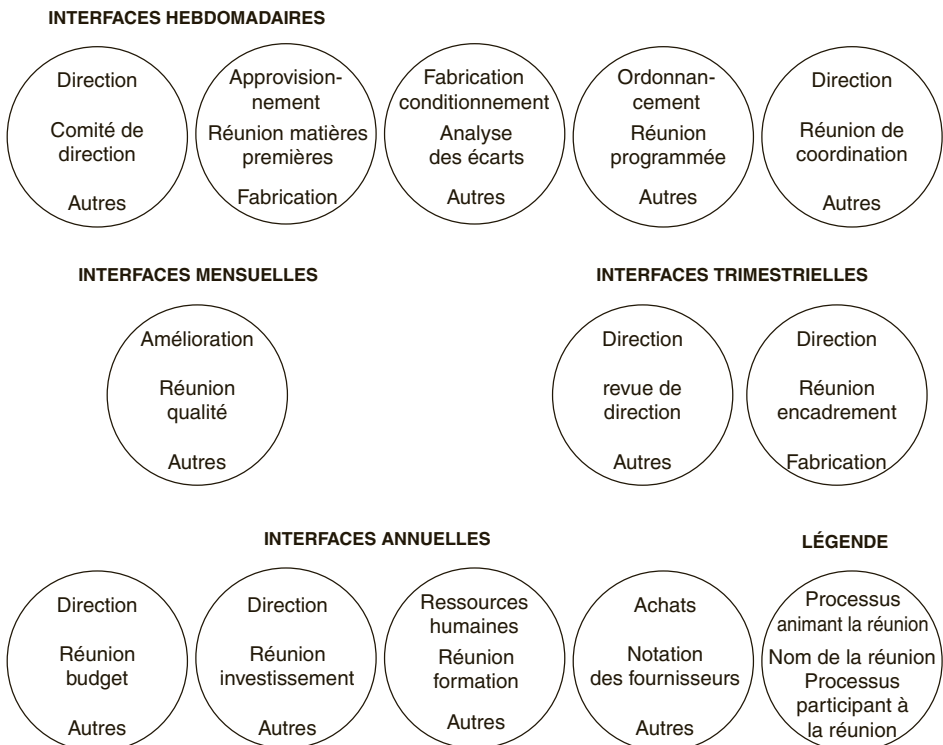 INTERFACES HEBDOMADAIRES
Direction
Comité de
direction
Autres
Approvision-
nement
Réunion matières
premières
Fabrication
Fabrication
conditionnement
Analyse
des écarts
Autres
Ordonnan-
cement
Réunion
programmée
Autres
Direction
Réunion de
coordination
Autres
INTERFACES MENSUELLES
Amélioration
Réunion
qualité
Autres
INTERFACES TRIMESTRIELLES
Direction
revue de
direction
Autres
Direction
Réunion
encadrement
Fabrication
INTERFACES ANNUELLES
Direction
Réunion
budget
Autres
Direction
Réunion
investissement
Autres
Ressources
humaines
Réunion
formation
Autres
Achats
Notation
des fournisseurs
Autres
LÉGENDE
Processus
animant la réunion
Nom de la réunion
Processus
participant à
la réunion